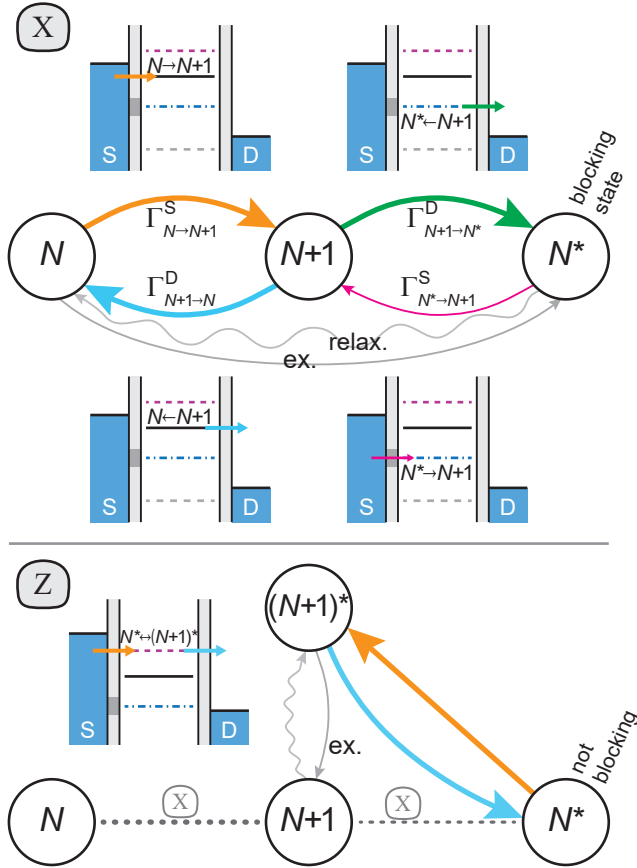 X
N→N+1
S
D
N*←N+1
S
D
blocking
state
N
Γ^S_{N→N+1}
N+1
Γ^D_{N+1→N*}
N*
Γ^D_{N+1→N}
Γ^S_{N*→N+1}
relax.
ex.
N←N+1
S
D
N*→N+1
S
D
Z
N*↔(N+1)*
S
D
(N+1)*
ex.
not
blocking
N
X
N+1
X
N*